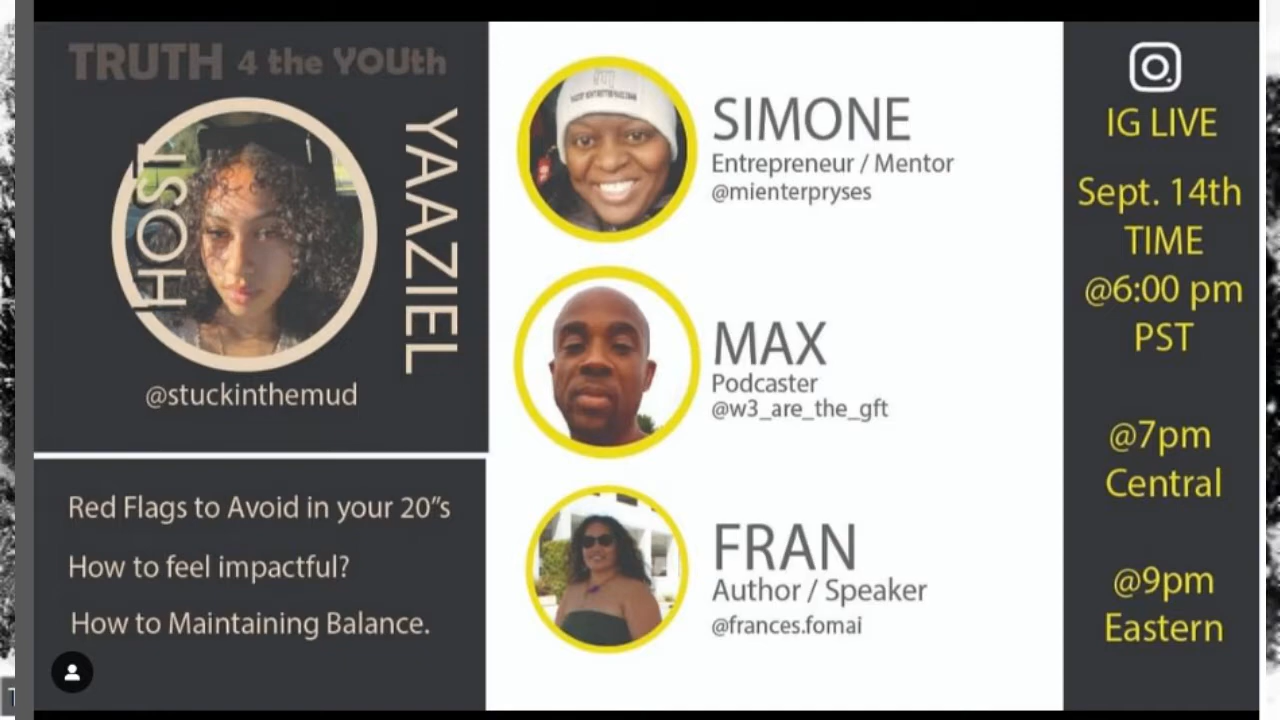 TRUTH 4 the YOUth
HOSI
YAAZIEL
@stuckinthemud
Red Flags to Avoid in your 20"s
How to feel impactful?
How to Maintaining Balance.
SIMONE
Entrepreneur / Mentor
@mienterpryses
MAX
Podcaster
@w3_are_the_gft
FRAN
Author / Speaker
@frances.fomai
IG LIVE
Sept. 14th
TIME
@6:00 pm
PST
@7pm
Central
@9pm
Eastern